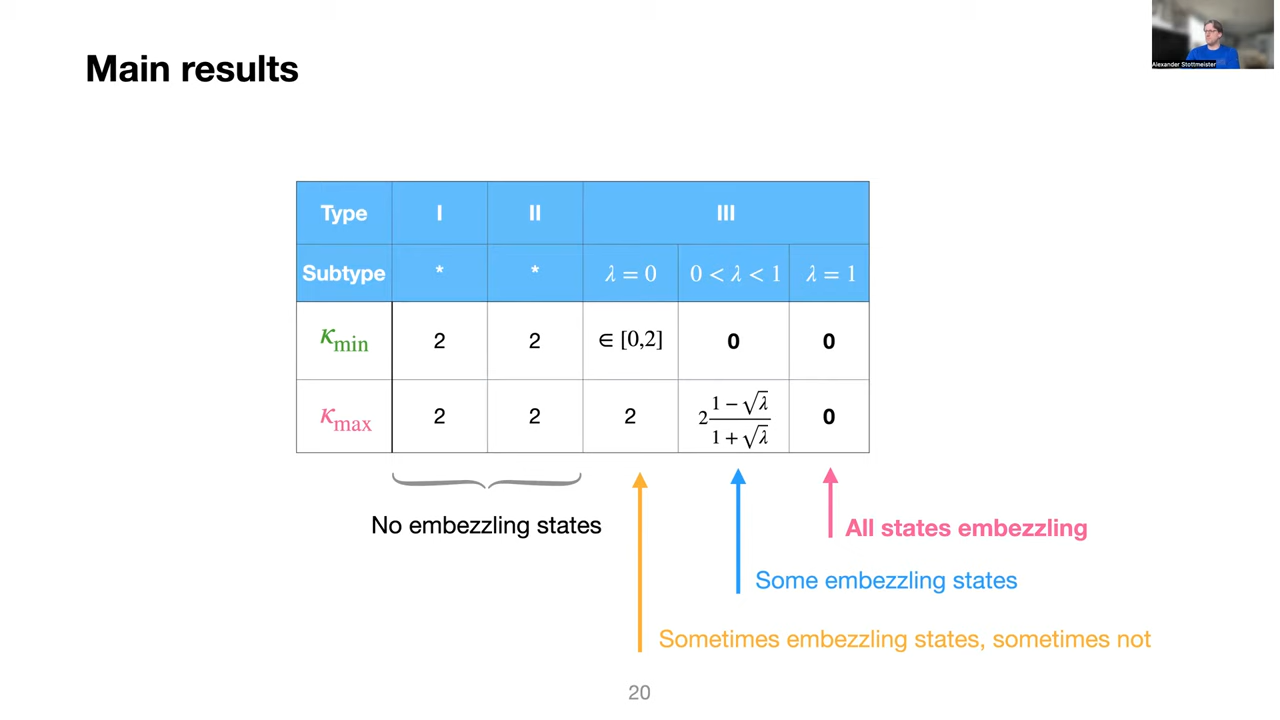 Alexander Stottmeister
Main results
Type I II III
Subtype * * λ = 0 0 < λ < 1 λ = 1
κmin 2 2 ∈ [0,2] 0 0
κmax 2 2 2 2 (1 − √λ)/(1 + √λ) 0
No embezzling states
All states embezzling
Some embezzling states
Sometimes embezzling states, sometimes not
20